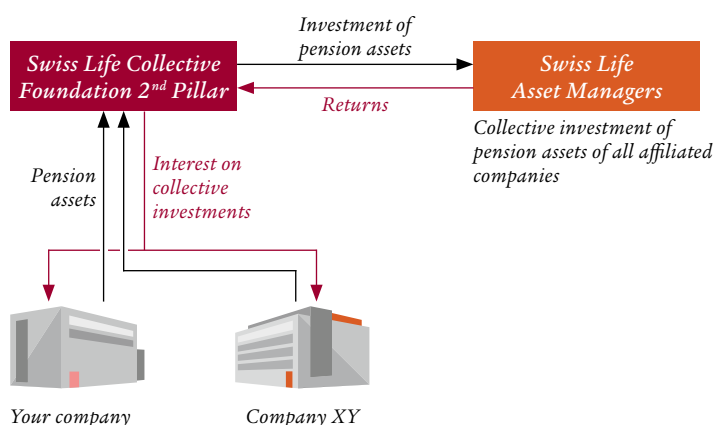 Investment of
pension assets
Swiss Life Collective
Foundation 2nd Pillar
Swiss Life
Asset Managers
Returns
Collective investment of
pension assets of all affiliated
companies
Pension
assets
Interest on
collective
investments
Your company
Company XY